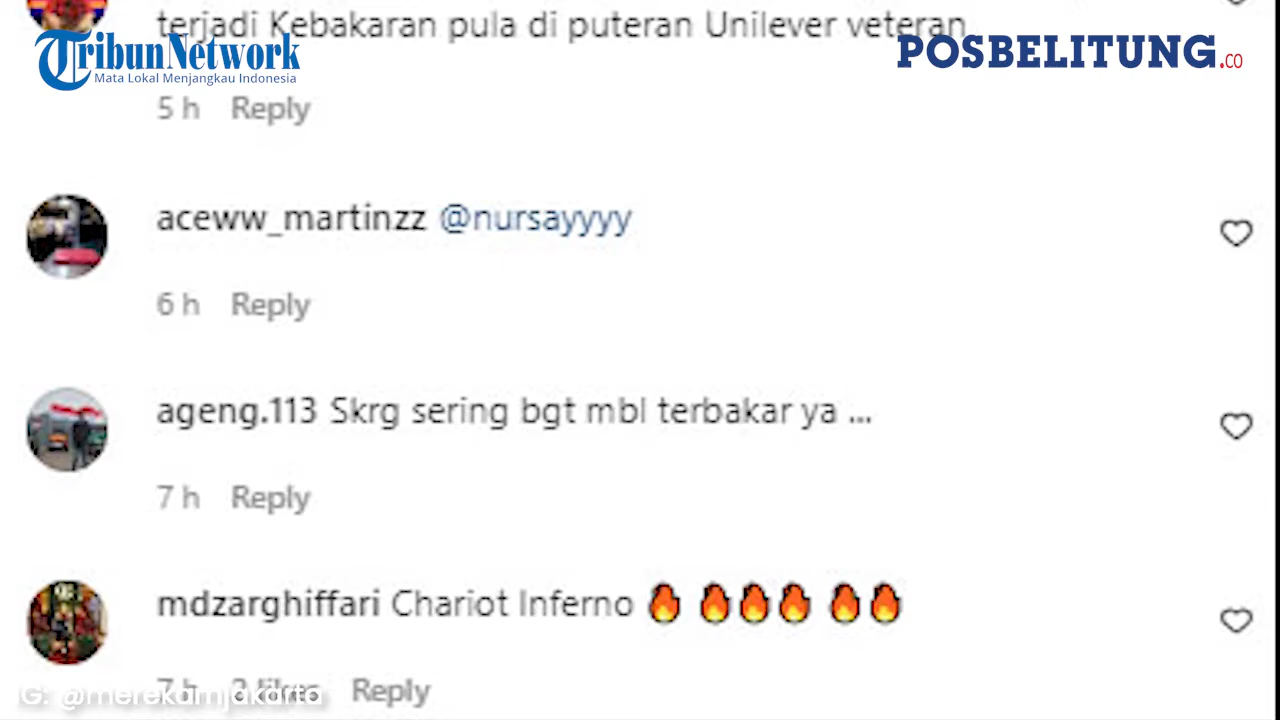 terjadi Kebakaran pula di puteran Unilever veteran
TribunNetwork
Mata Lokal Menjangkau Indonesia
POSBELITUNG.co
5 h Reply
aceww_martinzz @nursayyyy
6 h Reply
ageng.113 Skrg sering bgt mbl terbakar ya ...
7 h Reply
mdzarghiffari Chariot Inferno 🔥 🔥🔥🔥 🔥🔥
7 h 2 likes Reply
IG: @merekamjakarta